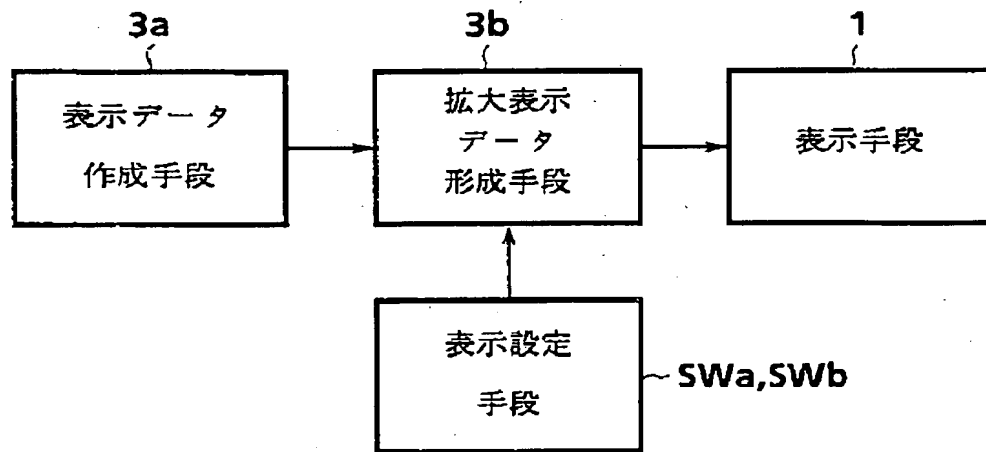 3a
3b
1
表示データ
作成手段
拡大表示
データ
形成手段
表示手段
表示設定
手段
SWa,SWb